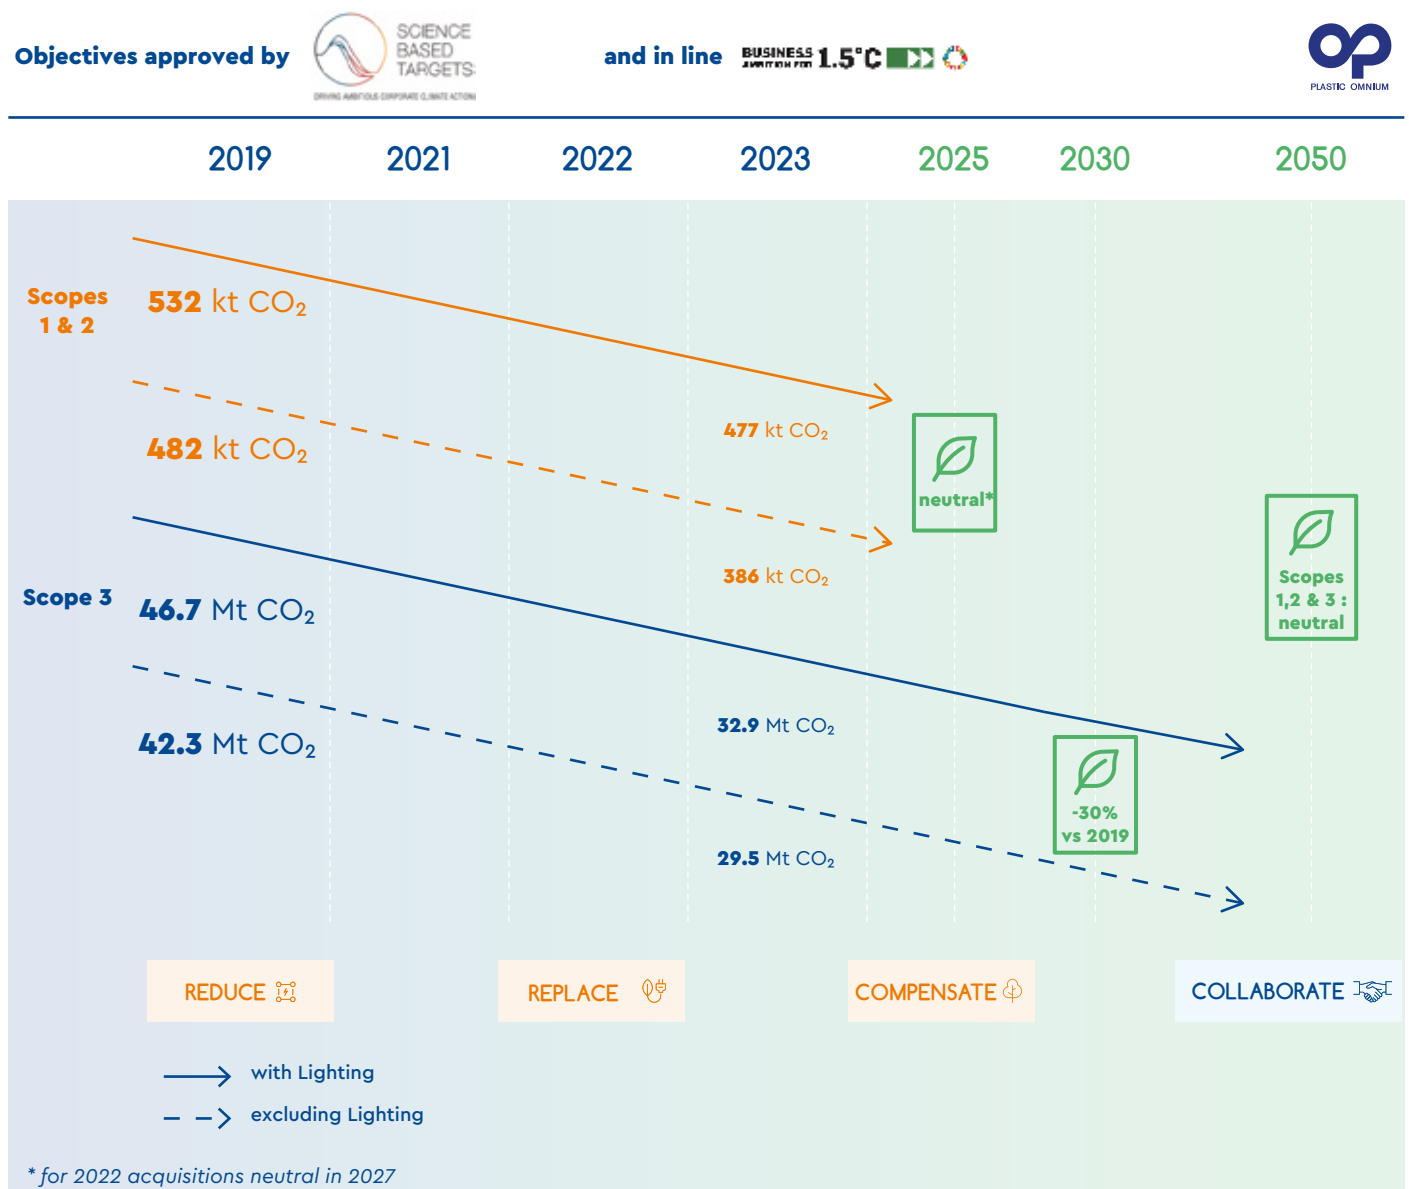 Objectives approved by
SCIENCE
BASED
TARGETS
DRIVING AMBITIOUS CORPORATE CLIMATE ACTION
and in line
BUSINESS
AMBITION FOR
1.5°C
OP
PLASTIC OMNIUM
2019 2021 2022 2023 2025 2030 2050
Scopes
1 & 2
532 kt CO₂
477 kt CO₂
482 kt CO₂
neutral*
386 kt CO₂
Scopes
1,2 & 3 :
neutral
Scope 3
46.7 Mt CO₂
32.9 Mt CO₂
42.3 Mt CO₂
-30%
vs 2019
29.5 Mt CO₂
REDUCE
REPLACE
COMPENSATE
COLLABORATE
with Lighting
excluding Lighting
* for 2022 acquisitions neutral in 2027